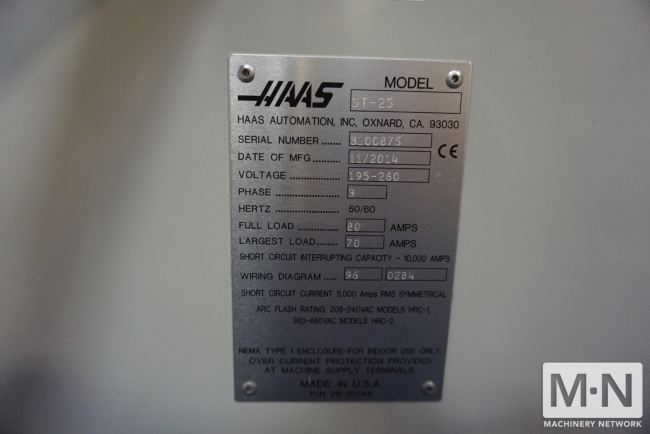 HAAS MODEL ST-25
HAAS AUTOMATION, INC, OXNARD, CA. 93030
SERIAL NUMBER ...... 3100875
DATE OF MFG ............ 11/2014 CE
VOLTAGE .................. 195-260
PHASE ...................... 3
HERTZ ...................... 50/60
FULL LOAD ................. 80 AMPS
LARGEST LOAD ....... 70 AMPS
SHORT CIRCUIT INTERRUPTING CAPACITY - 10,000 AMPS
WIRING DIAGRAM ..... 96 0284
SHORT CIRCUIT CURRENT 5,000 Amps RMS SYMMETRICAL
ARC FLASH RATING: 208-240VAC MODELS HRC-1,
360-480VAC MODELS HRC-2
NEMA TYPE 1 ENCLOSURE-FOR INDOOR USE ONLY
OVER CURRENT PROTECTION PROVIDED
AT MACHINE SUPPLY TERMINALS
MADE IN U.S.A.
P/N
M·N
MACHINERY NETWORK